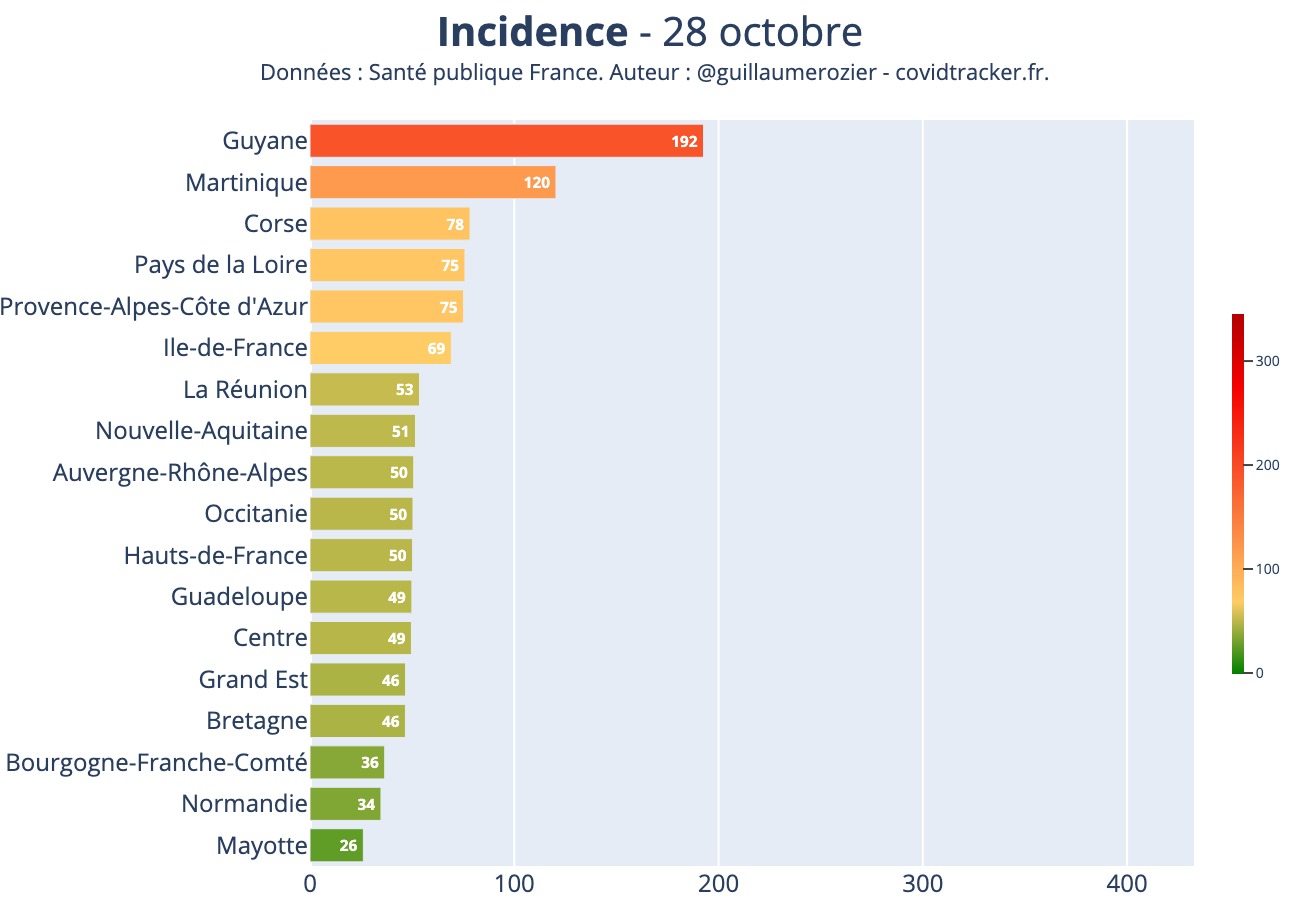 Incidence - 28 octobre
Données : Santé publique France. Auteur : @guillaumerozier - covidtracker.fr.
Guyane 192
Martinique 120
Corse 78
Pays de la Loire 75
Provence-Alpes-Côte d'Azur 75
Ile-de-France 69
La Réunion 53
Nouvelle-Aquitaine 51
Auvergne-Rhône-Alpes 50
Occitanie 50
Hauts-de-France 50
Guadeloupe 49
Centre 49
Grand Est 46
Bretagne 46
Bourgogne-Franche-Comté 36
Normandie 34
Mayotte 26
0 100 200 300 400
300
200
100
0